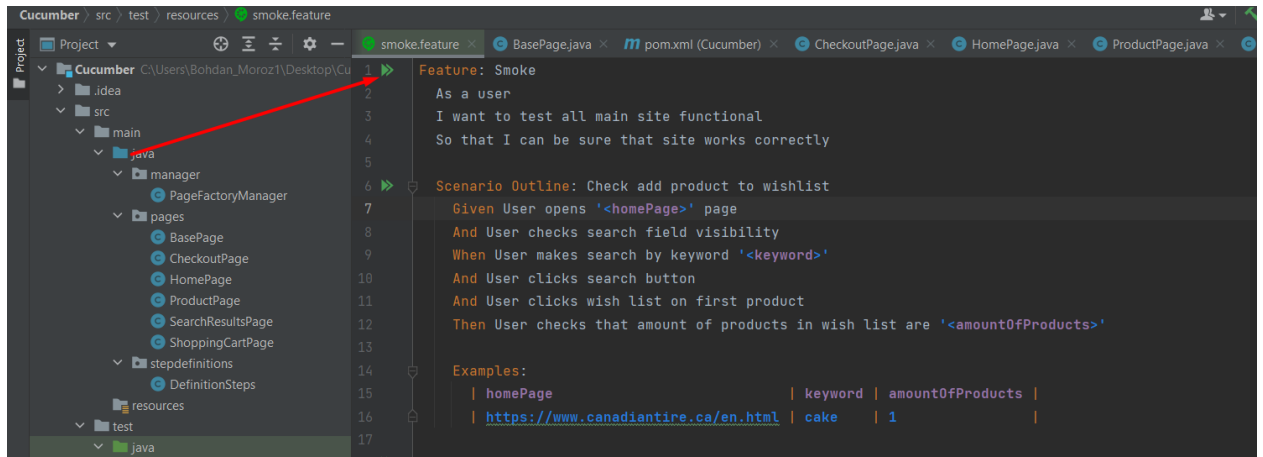 Cucumber > src > test > resources > smoke.feature
Project
Project
smoke.feature
BasePage.java
pom.xml (Cucumber)
CheckoutPage.java
HomePage.java
ProductPage.java
Cucumber C:\Users\Bohdan_Moroz1\Desktop\Cu
.idea
src
main
java
manager
PageFactoryManager
pages
BasePage
CheckoutPage
HomePage
ProductPage
SearchResultsPage
ShoppingCartPage
stepdefinitions
DefinitionSteps
resources
test
java
1 Feature: Smoke
2 As a user
3 I want to test all main site functional
4 So that I can be sure that site works correctly
5
6 Scenario Outline: Check add product to wishlist
7 Given User opens '<homePage>' page
8 And User checks search field visibility
9 When User makes search by keyword '<keyword>'
10 And User clicks search button
11 And User clicks wish list on first product
12 Then User checks that amount of products in wish list are '<amountOfProducts>'
13
14 Examples:
15 | homePage | keyword | amountOfProducts |
16 | https://www.canadiantire.ca/en.html | cake | 1 |
17